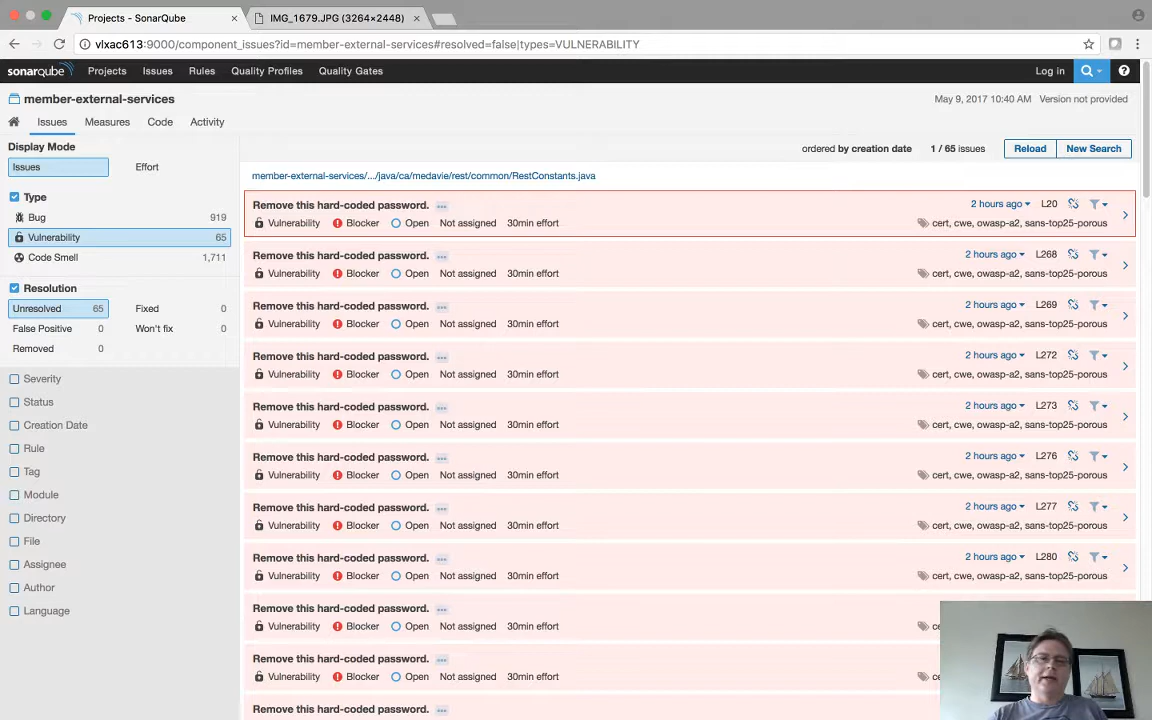 Projects - SonarQube
IMG_1679.JPG (3264×2448)
vlxac613:9000/component_issues?id=member-external-services#resolved=false|types=VULNERABILITY
sonarqube Projects Issues Rules Quality Profiles Quality Gates Log in
member-external-services May 9, 2017 10:40 AM Version not provided
Issues Measures Code Activity
Display Mode
Issues Effort
Type
Bug 919
Vulnerability 65
Code Smell 1,711
Resolution
Unresolved 65 Fixed 0
False Positive 0 Won't fix 0
Removed 0
Severity
Status
Creation Date
Rule
Tag
Module
Directory
File
Assignee
Author
Language
ordered by creation date 1 / 65 issues Reload New Search
member-external-services/.../java/ca/medavie/rest/common/RestConstants.java
Remove this hard-coded password. 2 hours ago L20
Vulnerability Blocker Open Not assigned 30min effort cert, cwe, owasp-a2, sans-top25-porous
Remove this hard-coded password. 2 hours ago L268
Vulnerability Blocker Open Not assigned 30min effort cert, cwe, owasp-a2, sans-top25-porous
Remove this hard-coded password. 2 hours ago L269
Vulnerability Blocker Open Not assigned 30min effort cert, cwe, owasp-a2, sans-top25-porous
Remove this hard-coded password. 2 hours ago L272
Vulnerability Blocker Open Not assigned 30min effort cert, cwe, owasp-a2, sans-top25-porous
Remove this hard-coded password. 2 hours ago L273
Vulnerability Blocker Open Not assigned 30min effort cert, cwe, owasp-a2, sans-top25-porous
Remove this hard-coded password. 2 hours ago L276
Vulnerability Blocker Open Not assigned 30min effort cert, cwe, owasp-a2, sans-top25-porous
Remove this hard-coded password. 2 hours ago L277
Vulnerability Blocker Open Not assigned 30min effort cert, cwe, owasp-a2, sans-top25-porous
Remove this hard-coded password. 2 hours ago L280
Vulnerability Blocker Open Not assigned 30min effort cert, cwe, owasp-a2, sans-top25-porous
Remove this hard-coded password.
Vulnerability Blocker Open Not assigned 30min effort
Remove this hard-coded password.
Vulnerability Blocker Open Not assigned 30min effort
Remove this hard-coded password.